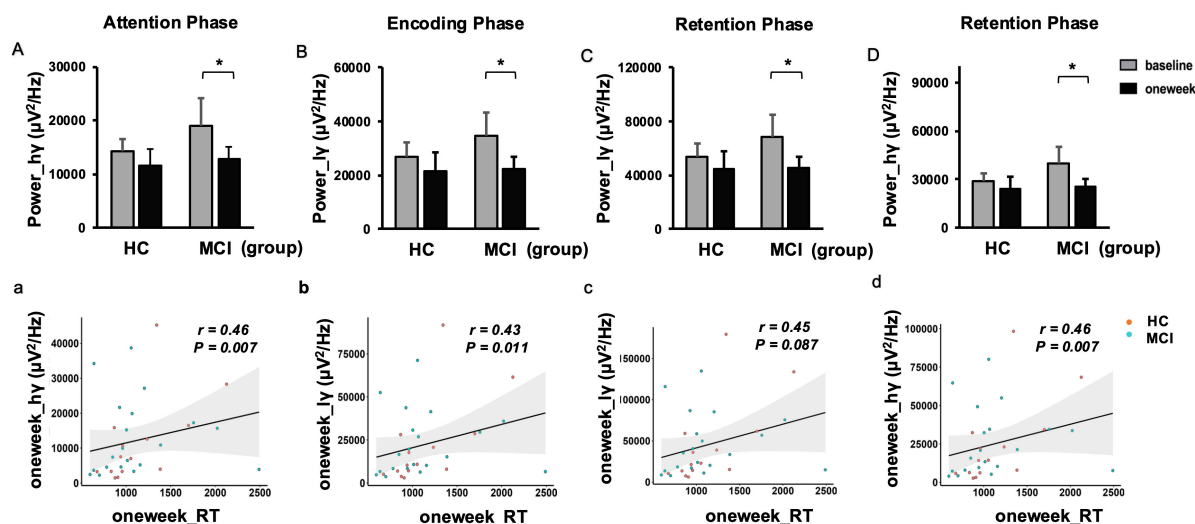 Attention Phase
Encoding Phase
Retention Phase
Retention Phase
A
Power_hγ (μV²/Hz)
30000
20000
10000
0
*
HC
MCI (group)
B
Power_lγ (μV²/Hz)
60000
40000
20000
0
*
HC
MCI (group)
C
Power_lγ (μV²/Hz)
120000
80000
40000
0
*
HC
MCI (group)
D
Power_hγ (μV²/Hz)
90000
60000
30000
0
*
HC
MCI (group)
baseline
oneweek
a
oneweek_hγ (μV²/Hz)
40000
30000
20000
10000
0
r = 0.46
P = 0.007
1000
1500
2000
2500
oneweek_RT
b
oneweek_lγ (μV²/Hz)
75000
50000
25000
0
r = 0.43
P = 0.011
1000
1500
2000
2500
oneweek_RT
c
oneweek_lγ (μV²/Hz)
150000
100000
50000
0
r = 0.45
P = 0.087
1000
1500
2000
2500
oneweek_RT
d
oneweek_hγ (μV²/Hz)
100000
75000
50000
25000
0
r = 0.46
P = 0.007
1000
1500
2000
2500
oneweek_RT
HC
MCI